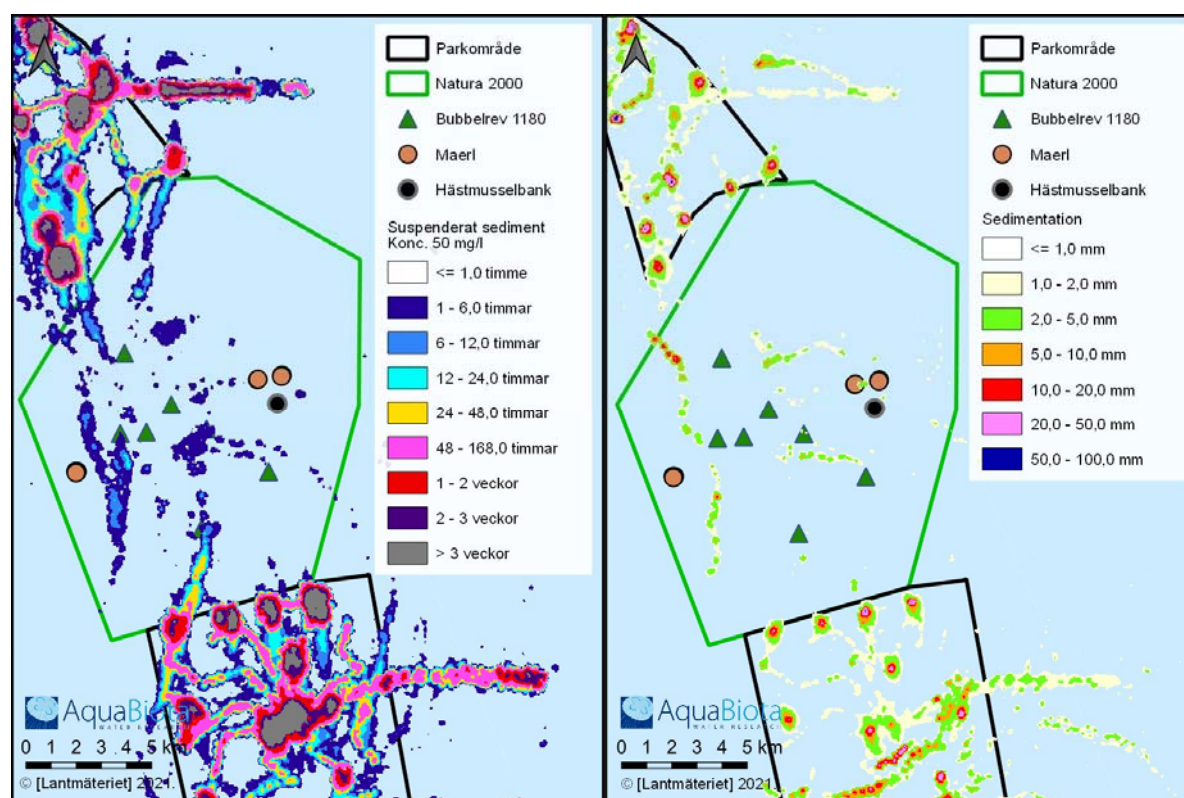 Parkområde
Natura 2000
Bubbelrev 1180
Maerl
Hästmusselbank
Suspenderat sediment
Konc. 50 mg/l
<= 1,0 timme
1 - 6,0 timmar
6 - 12,0 timmar
12 - 24,0 timmar
24 - 48,0 timmar
48 - 168,0 timmar
1 - 2 veckor
2 - 3 veckor
> 3 veckor
AquaBiota
WATER RESEARCH
0 1 2 3 4 5 km
© [Lantmäteriet] 2021.
Parkområde
Natura 2000
Bubbelrev 1180
Maerl
Hästmusselbank
Sedimentation
<= 1,0 mm
1,0 - 2,0 mm
2,0 - 5,0 mm
5,0 - 10,0 mm
10,0 - 20,0 mm
20,0 - 50,0 mm
50,0 - 100,0 mm
AquaBiota
WATER RESEARCH
0 1 2 3 4 5 km
© [Lantmäteriet] 2021.